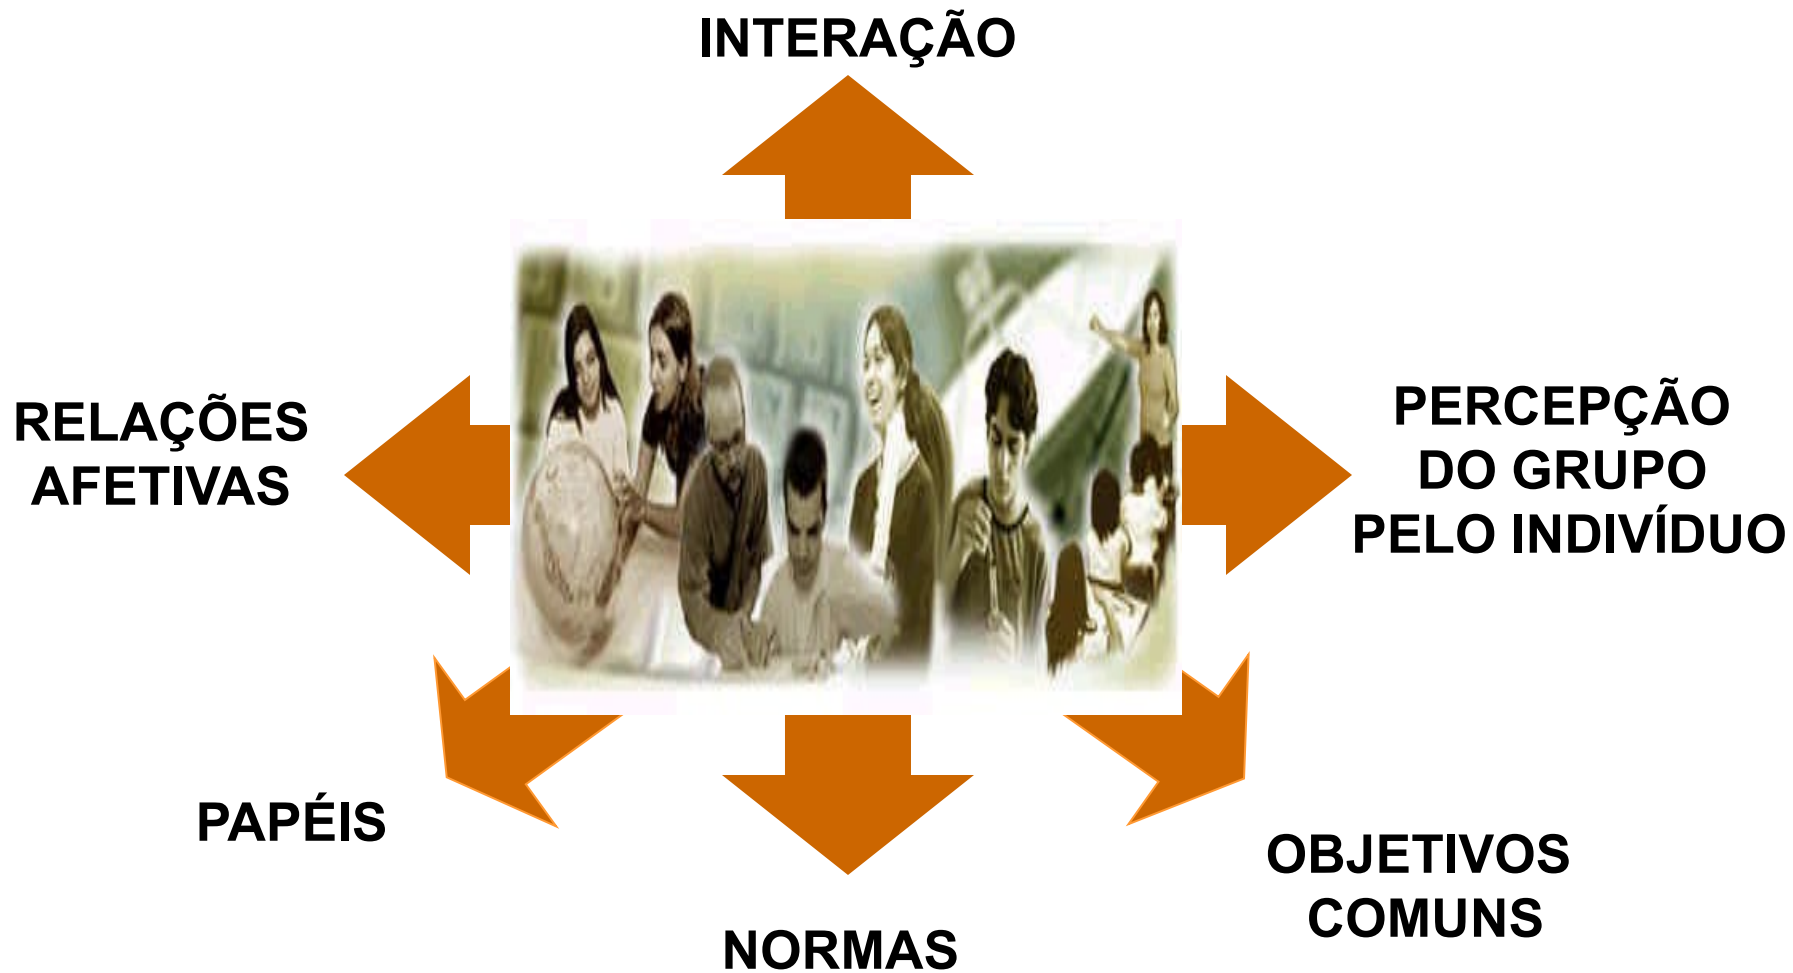 INTERAÇÃO
RELAÇÕES
AFETIVAS
PERCEPÇÃO
DO GRUPO
PELO INDIVÍDUO
PAPÉIS
OBJETIVOS
COMUNS
NORMAS